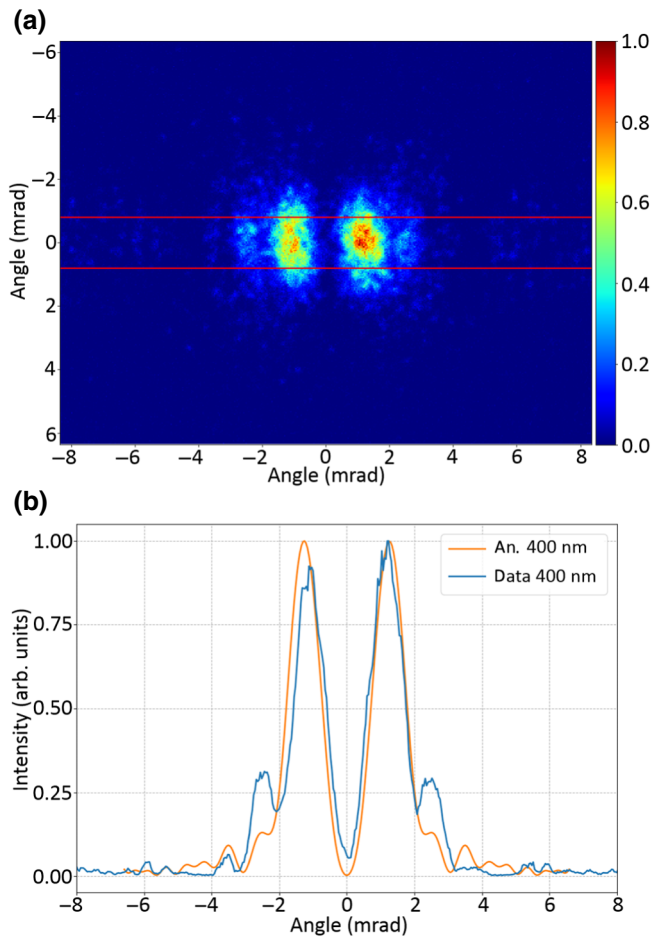 (a)
−6
−4
−2
0
2
4
6
Angle (mrad)
−8 −6 −4 −2 0 2 4 6 8
Angle (mrad)
1.0
0.8
0.6
0.4
0.2
0.0
(b)
1.00
0.75
0.50
0.25
0.00
Intensity (arb. units)
An. 400 nm
Data 400 nm
−8 −6 −4 −2 0 2 4 6 8
Angle (mrad)